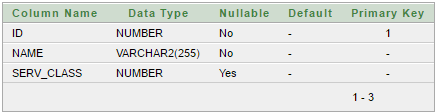 Column Name Data Type Nullable Default Primary Key
ID NUMBER No - 1
NAME VARCHAR2(255) No - -
SERV_CLASS NUMBER Yes - -
1 - 3